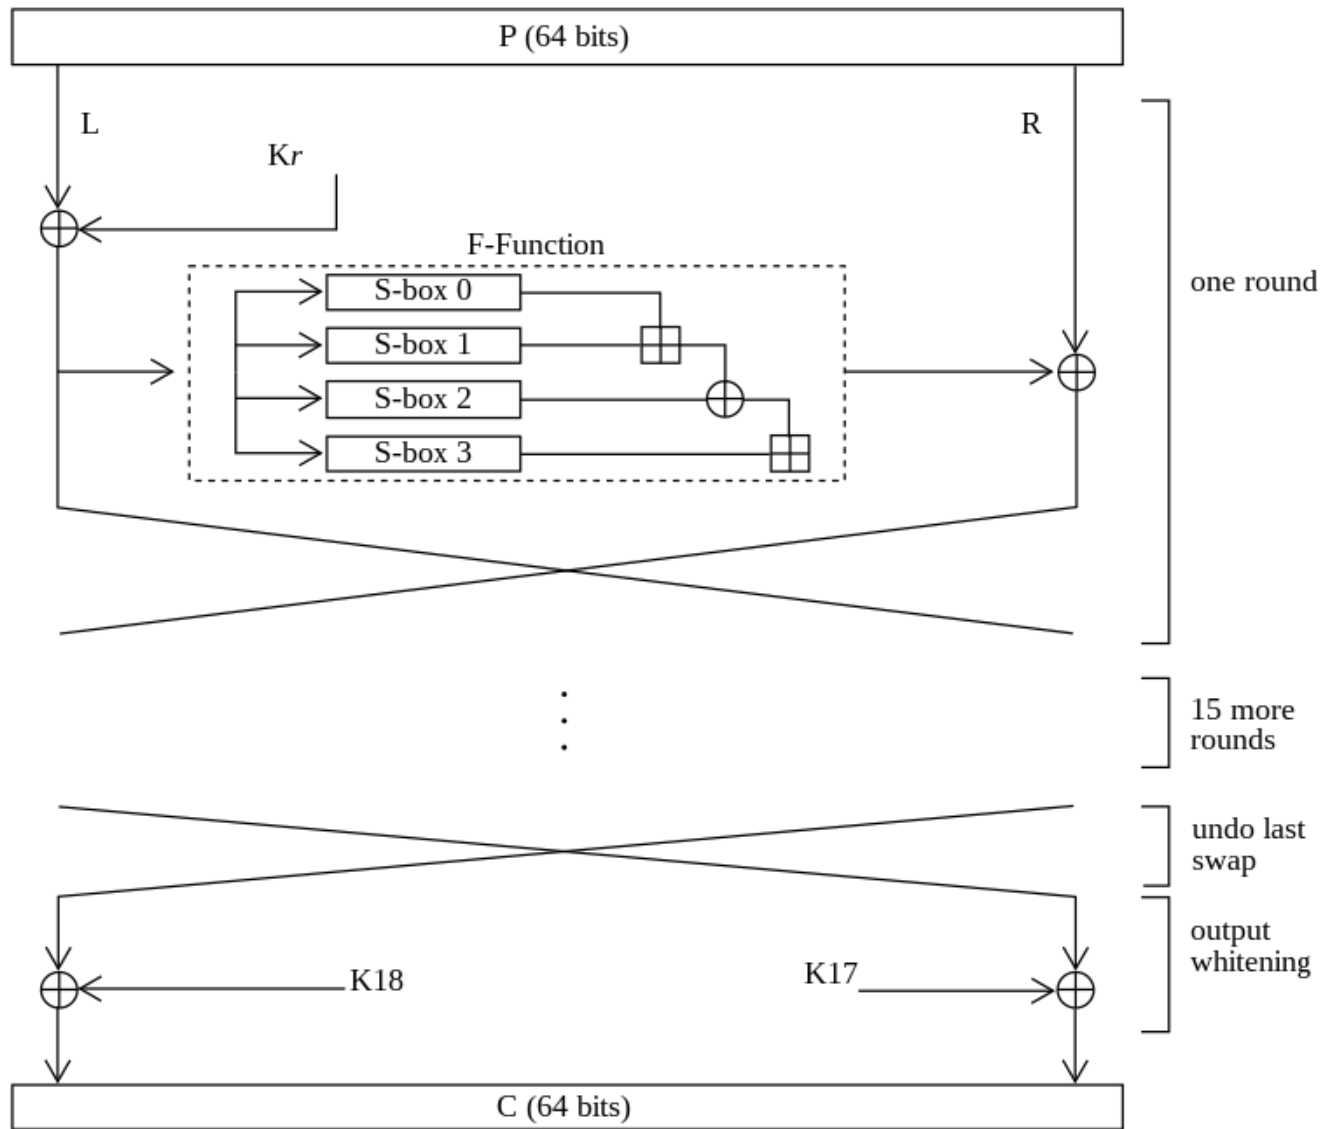 P (64 bits)
L
R
Kr
F-Function
S-box 0
one round
S-box 1
S-box 2
S-box 3
15 more
rounds
undo last
swap
output
whitening
K18
K17
C (64 bits)